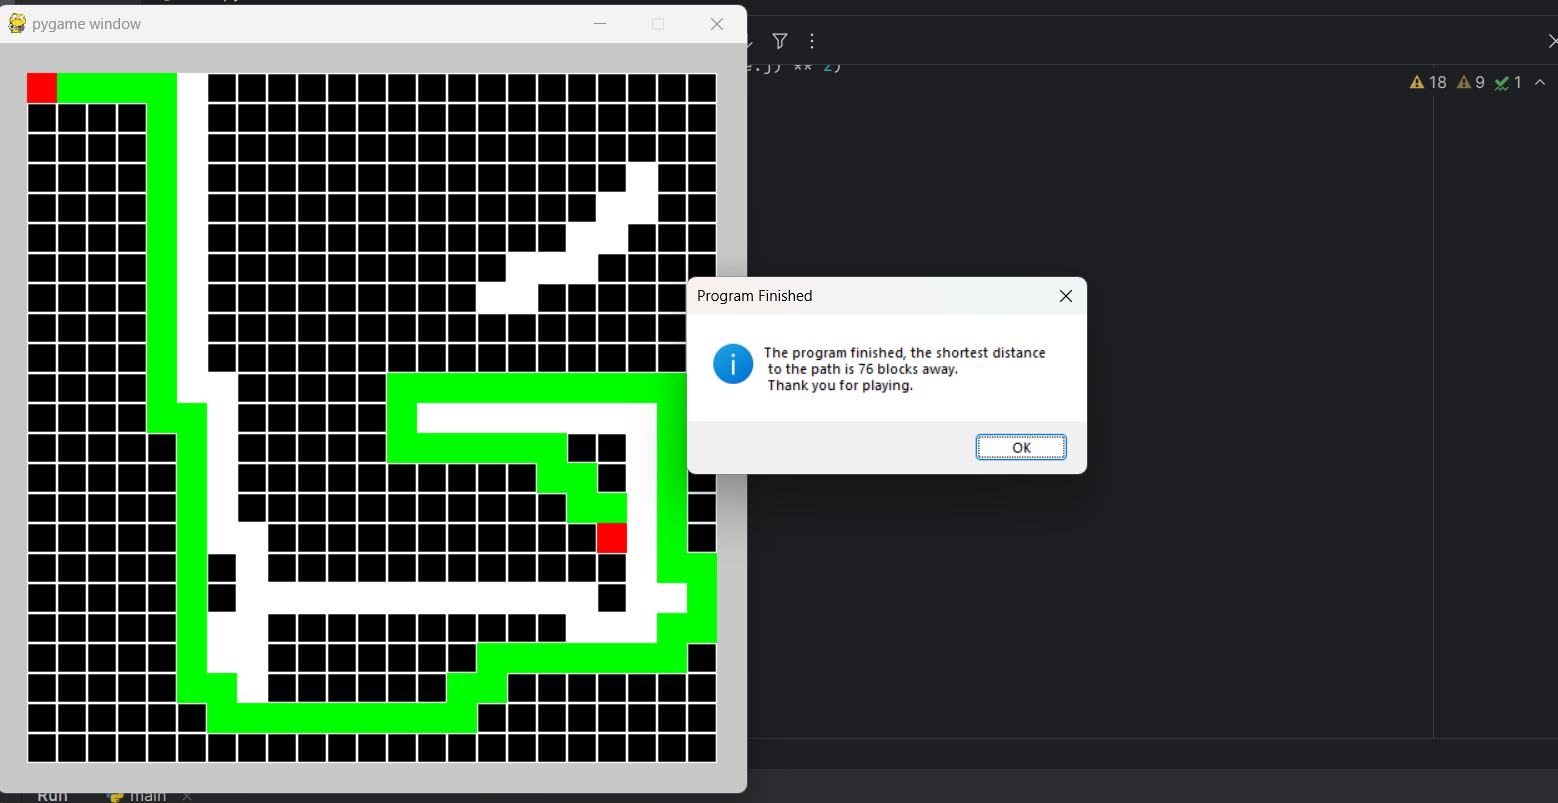 pygame window
e.j) ** 2)
18 9 1
Program Finished
The program finished, the shortest distance
to the path is 76 blocks away.
Thank you for playing.
OK
Run main